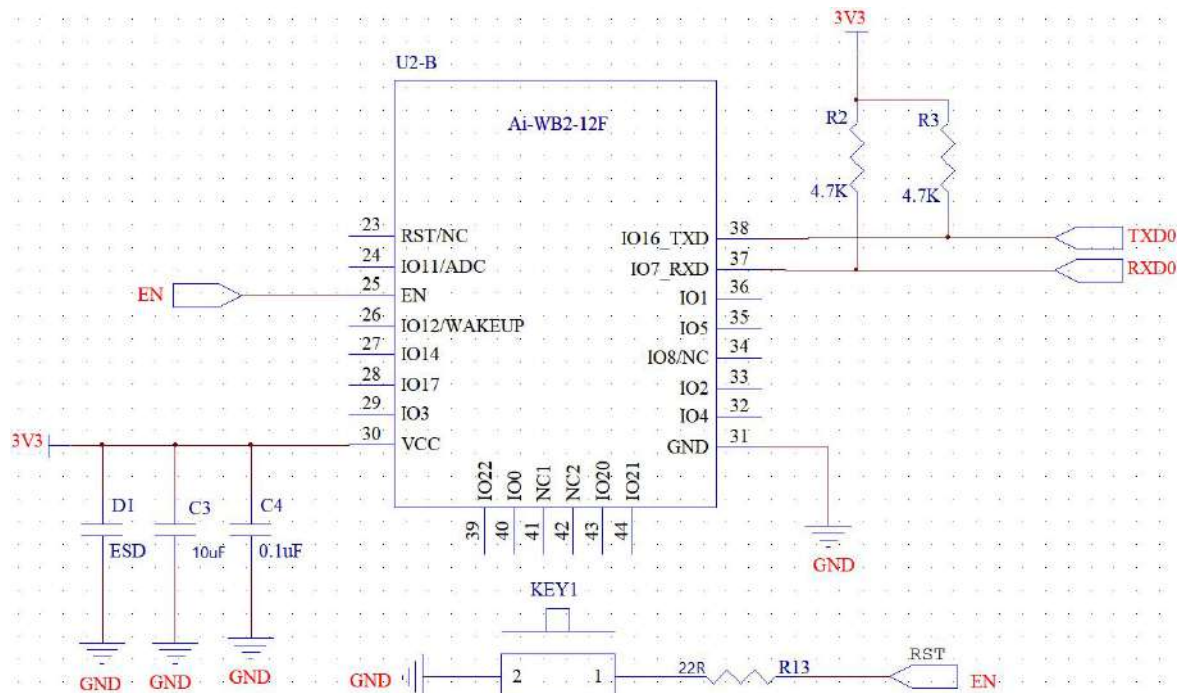 3V3
U2-B
Ai-WB2-12F
R2
R3
4.7K
4.7K
23
RST/NC
24
IO11/ADC
EN
25
EN
26
IO12/WAKEUP
27
IO14
28
IO17
29
IO3
3V3
30
VCC
IO16_TXD
38
TXD0
IO7_RXD
37
RXD0
IO1
36
IO5
35
IO8/NC
34
IO2
33
IO4
32
GND
31
IO22
IO0
NC1
NC2
IO20
IO21
39
40
41
42
43
44
D1
ESD
C3
10uF
C4
0.1uF
GND
GND
GND
GND
KEY1
GND
2
1
22R
R13
RST
EN